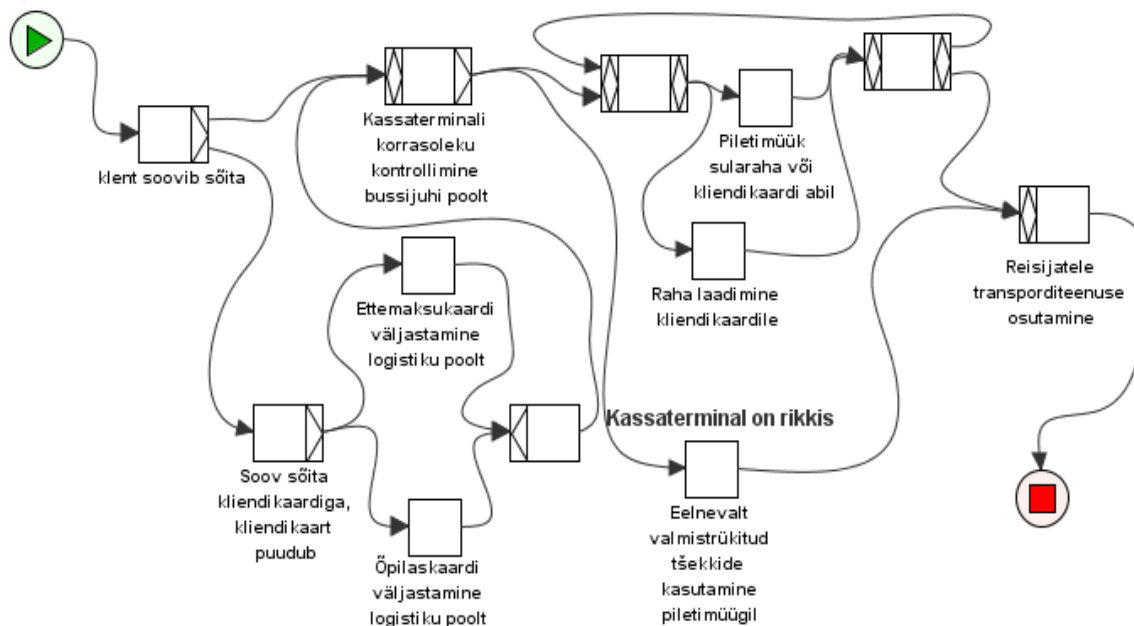 klent soovib sõita
Kassaterminali
korrasoleku
kontrollimine
bussijuhi poolt
Piletimüük
sularaha või
kliendikaardi abil
Raha laadimine
kliendikaardile
Reisijatele
transporditeenuse
osutamine
Ettemaksukaardi
väljastamine
logistiku poolt
Soov sõita
kliendikaardiga,
kliendikaart
puudub
Õpilaskaardi
väljastamine
logistiku poolt
Kassaterminal on rikkis
Eelnevalt
valmistrükitud
tšekkide
kasutamine
piletimüügil